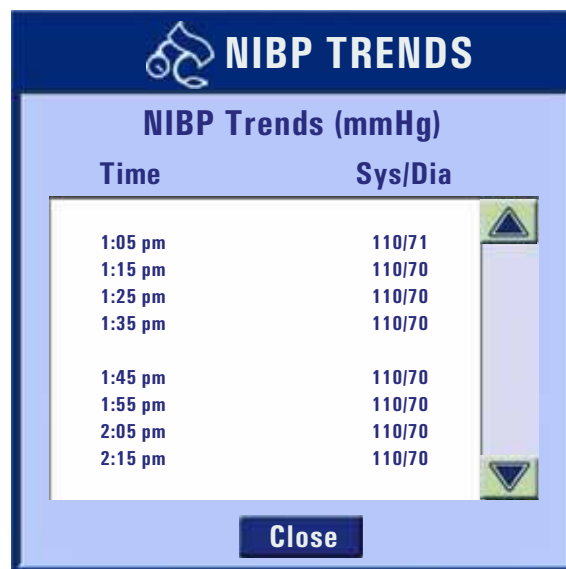 NIBP TRENDS
NIBP Trends (mmHg)
Time Sys/Dia
1:05 pm 110/71
1:15 pm 110/70
1:25 pm 110/70
1:35 pm 110/70
1:45 pm 110/70
1:55 pm 110/70
2:05 pm 110/70
2:15 pm 110/70
Close